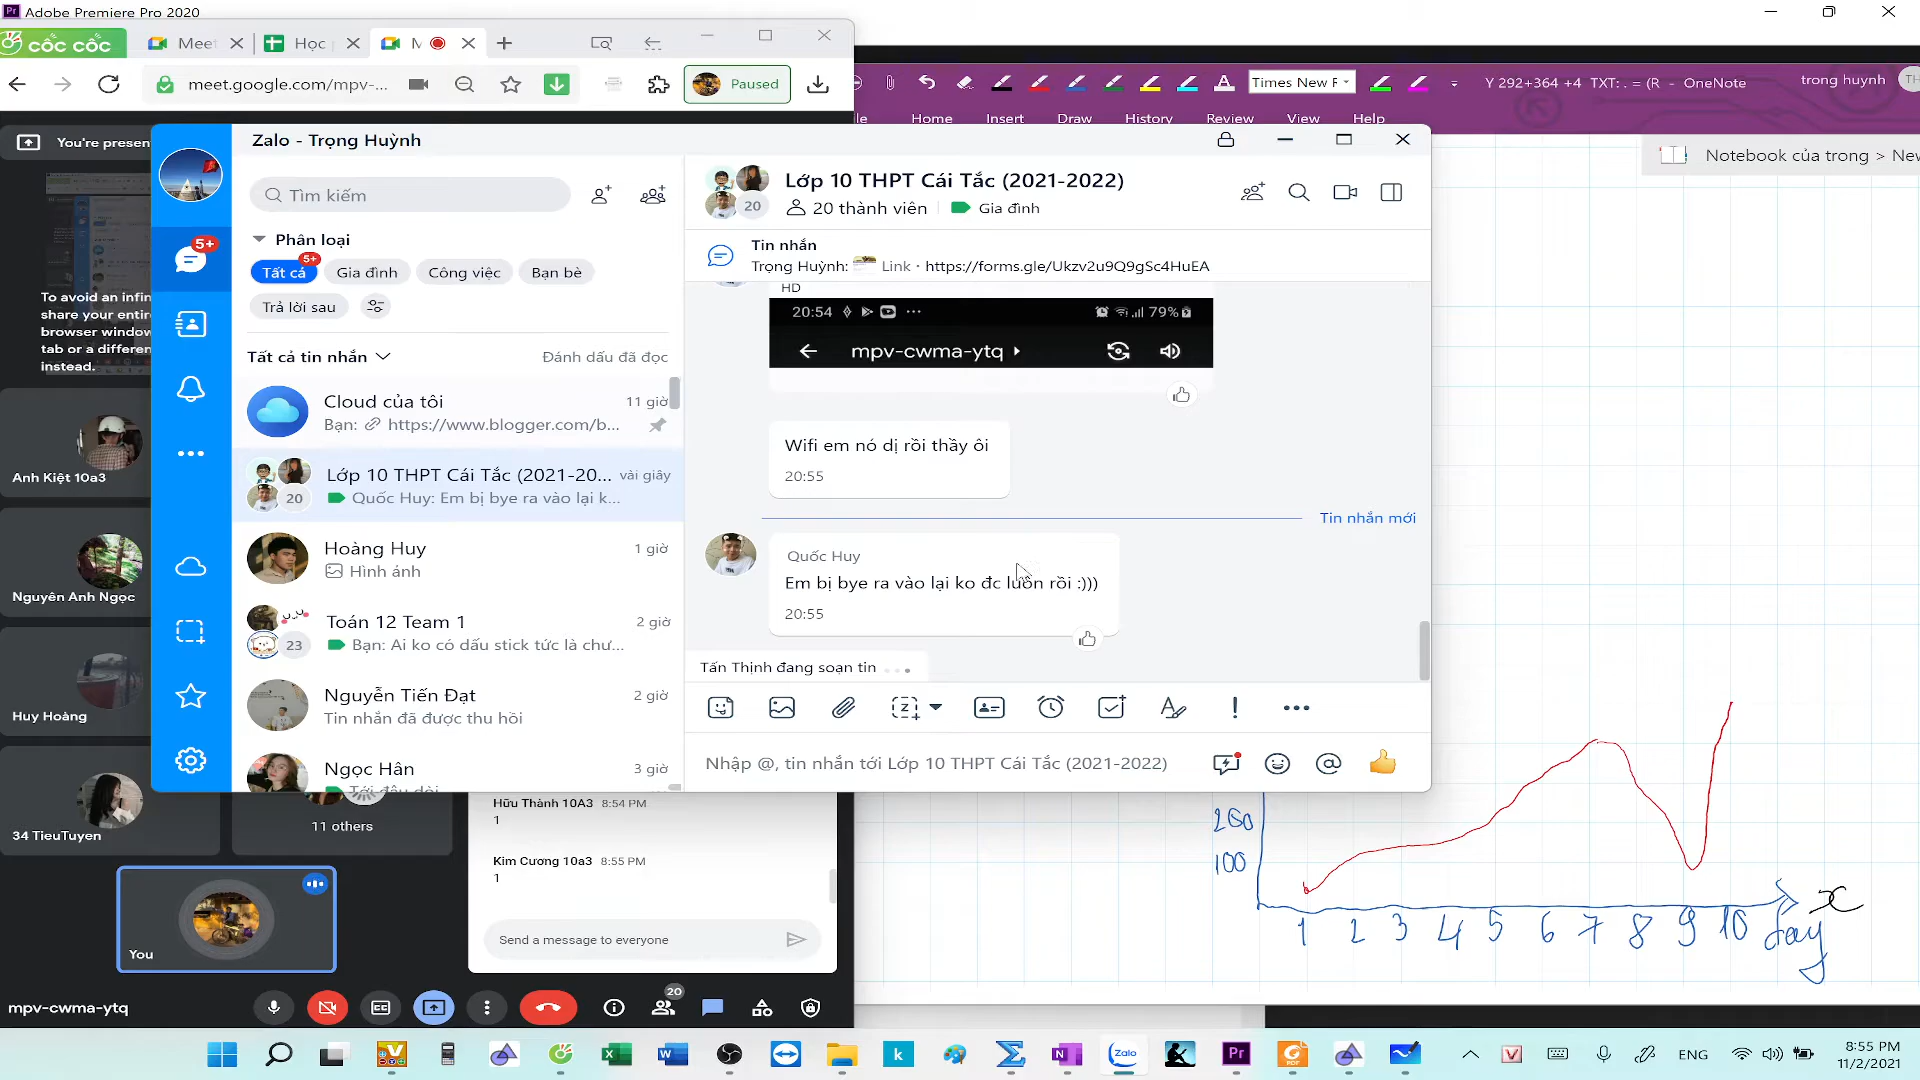 Adobe Premiere Pro 2020
cốc cốc
Meet
Học
M
meet.google.com/mpv-...
Paused
Times New R
Y 292+364 +4 TXT: . = (R - OneNote
trong huynh
TH
Home
Insert
Draw
History
Review
View
Help
Notebook của trong > New
You're presen
To avoid an infin
share your entire
browser window
tab or a differen
instead.
Anh Kiệt 10a3
Nguyên Anh Ngọc
Huy Hoàng
34 TieuTuyen
11 others
You
mpv-cwma-ytq
Zalo - Trọng Huỳnh
Tìm kiếm
5+
Phân loại
5+
Tất cả
Gia đình
Công việc
Bạn bè
Trả lời sau
Tất cả tin nhắn
Đánh dấu đã đọc
Cloud của tôi
11 giờ
Bạn: https://www.blogger.com/b...
Lớp 10 THPT Cái Tắc (2021-20...
vài giây
20
Quốc Huy: Em bị bye ra vào lại k...
Hoàng Huy
1 giờ
Hình ảnh
Toán 12 Team 1
2 giờ
23
Bạn: Ai ko có dấu stick tức là chư...
Nguyễn Tiến Đạt
2 giờ
Tin nhắn đã được thu hồi
Ngọc Hân
3 giờ
Lớp 10 THPT Cái Tắc (2021-2022)
20
20 thành viên
Gia đình
Tin nhắn
Trọng Huỳnh: Link · https://forms.gle/Ukzv2u9Q9gSc4HuEA
HD
20:54
79%
mpv-cwma-ytq
Wifi em nó dị rồi thầy ôi
20:55
Tin nhắn mới
Quốc Huy
Em bị bye ra vào lại ko đc luôn rồi :)))
20:55
Tấn Thịnh đang soạn tin
Nhập @, tin nhắn tới Lớp 10 THPT Cái Tắc (2021-2022)
Hữu Thành 10A3 8:54 PM
1
Kim Cương 10a3 8:55 PM
1
Send a message to everyone
20
200
100
1 2 3 4 5 6 7 8 9 10 day
x
Zalo
ENG
8:55 PM
11/2/2021